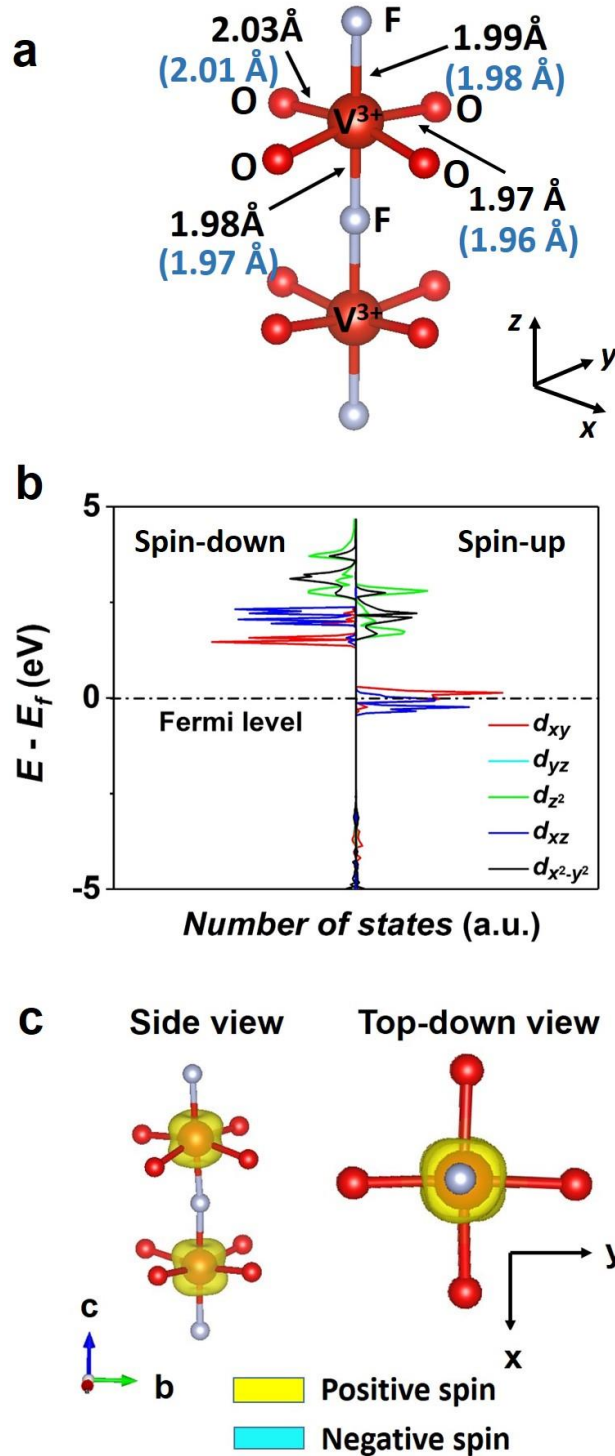 a
F
2.03Å
(2.01 Å)
1.99Å
(1.98 Å)
O
V3+
O
O
O
1.98Å
(1.97 Å)
F
1.97 Å
(1.96 Å)
V3+
z
y
x
b
5
Spin-down
Spin-up
E - Ef (eV)
0
Fermi level
dxy
dyz
dz2
dxz
dx2-y2
-5
Number of states (a.u.)
c
Side view
Top-down view
c
b
y
x
Positive spin
Negative spin